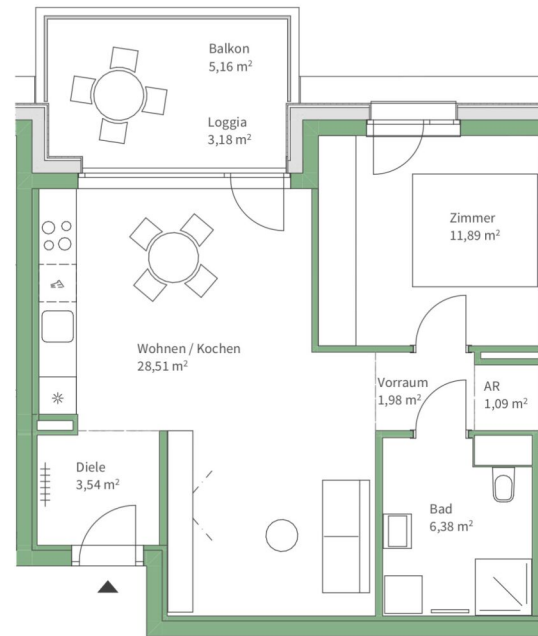 Balkon
5,16 m²
Loggia
3,18 m²
Zimmer
11,89 m²
Wohnen / Kochen
28,51 m²
Vorraum
1,98 m²
AR
1,09 m²
Diele
3,54 m²
Bad
6,38 m²